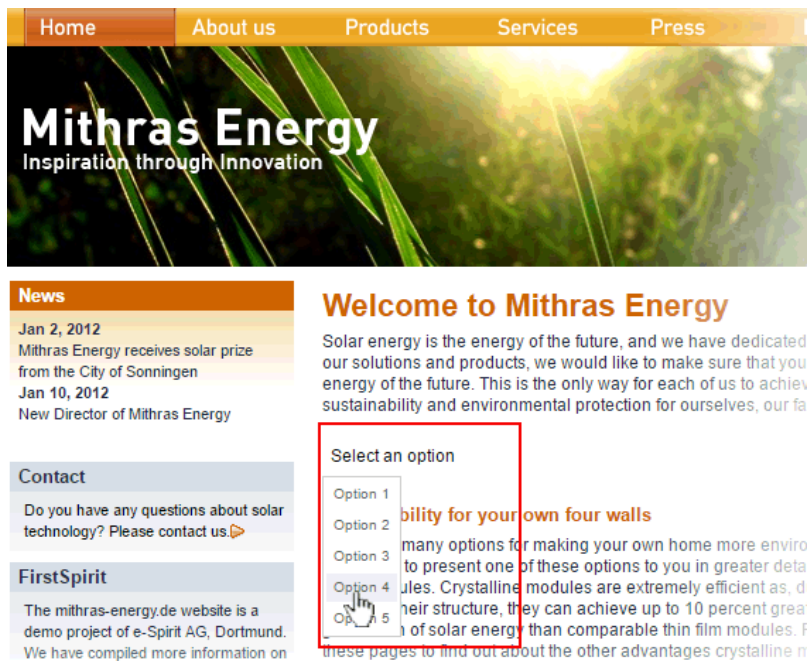 Home About us Products Services Press
Mithras Energy
Inspiration through Innovation
News
Jan 2, 2012
Mithras Energy receives solar prize
from the City of Sonningen
Jan 10, 2012
New Director of Mithras Energy
Contact
Do you have any questions about solar
technology? Please contact us.
FirstSpirit
The mithras-energy.de website is a
demo project of e-Spirit AG, Dortmund.
We have compiled more information on
Welcome to Mithras Energy
Solar energy is the energy of the future, and we have dedicated
our solutions and products, we would like to make sure that you
energy of the future. This is the only way for each of us to achiev
sustainability and environmental protection for ourselves, our fa
Select an option
Option 1
Option 2
Option 3
Option 4
Option 5
bility for your own four walls
many options for making your own home more enviro
to present one of these options to you in greater deta
ules. Crystalline modules are extremely efficient as, d
heir structure, they can achieve up to 10 percent grea
n of solar energy than comparable thin film modules.
these pages to find out about the other advantages crystalline